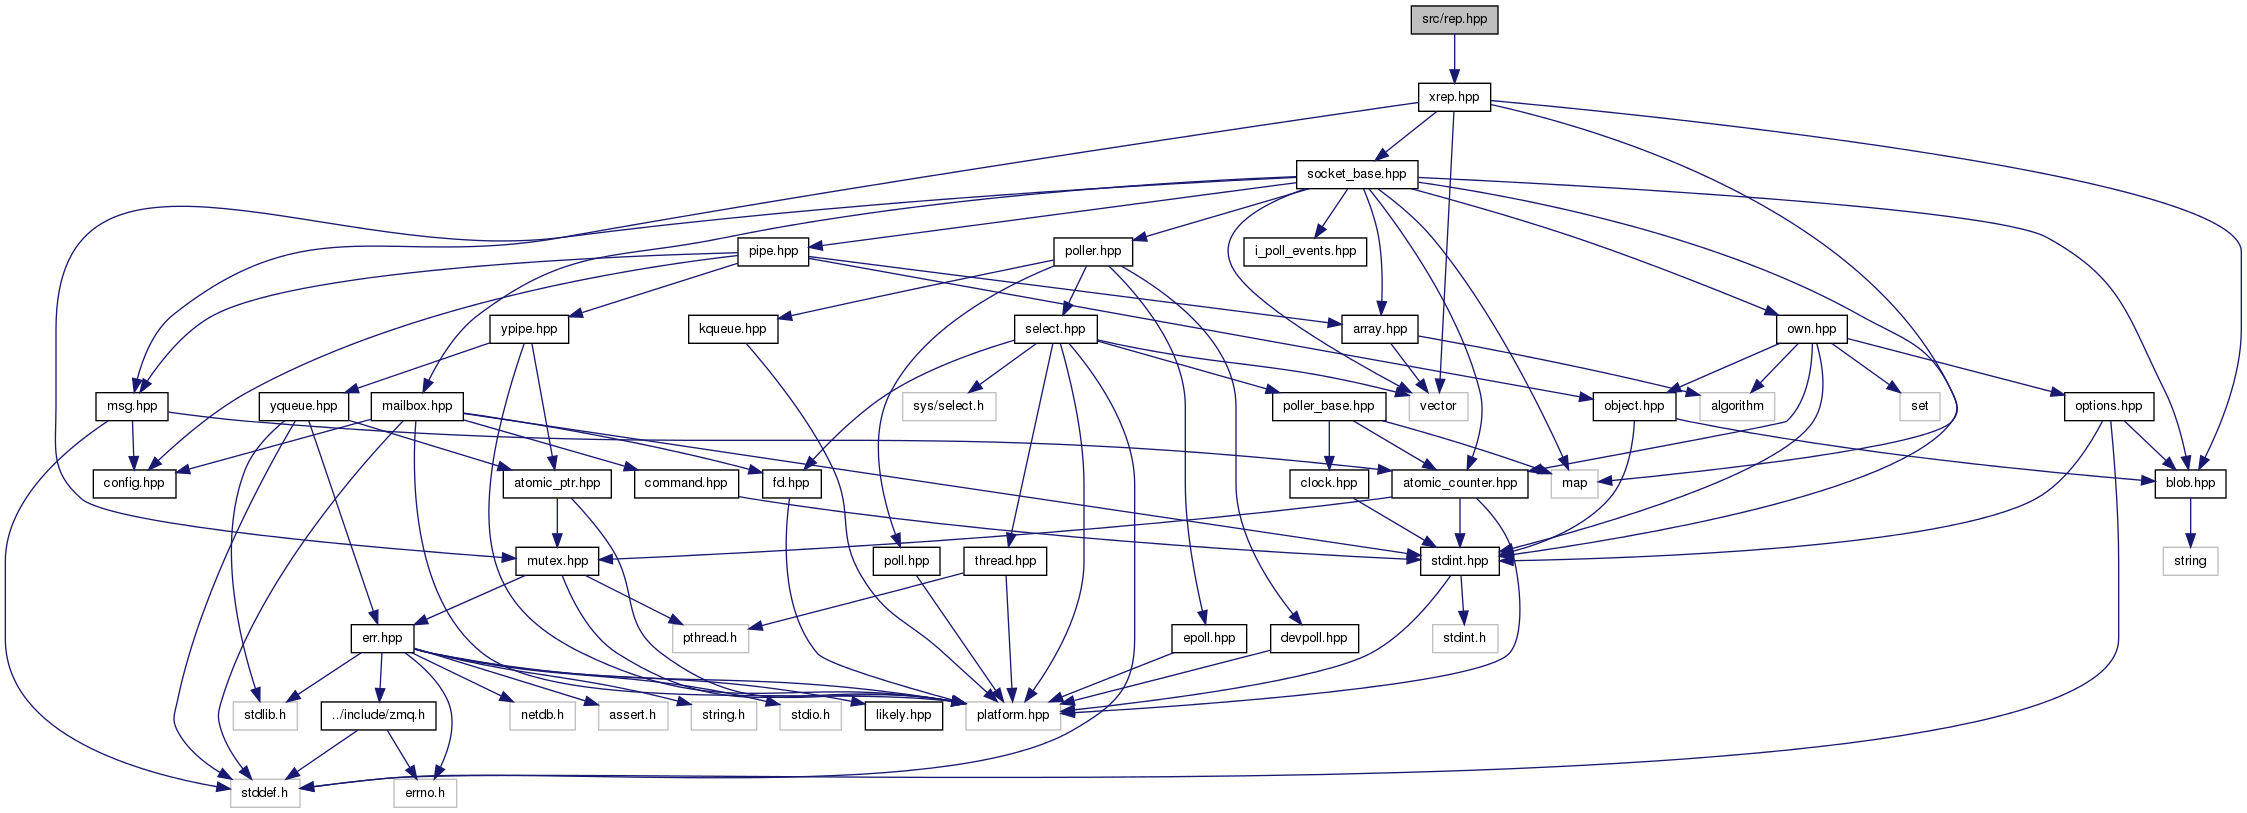 src/rep.hpp
xrep.hpp
socket_base.hpp
pipe.hpp
poller.hpp
i_poll_events.hpp
ypipe.hpp
kqueue.hpp
select.hpp
array.hpp
own.hpp
msg.hpp
yqueue.hpp
mailbox.hpp
sys/select.h
poller_base.hpp
vector
object.hpp
algorithm
set
options.hpp
config.hpp
atomic_ptr.hpp
command.hpp
fd.hpp
clock.hpp
atomic_counter.hpp
map
blob.hpp
mutex.hpp
poll.hpp
thread.hpp
stdint.hpp
string
err.hpp
pthread.h
epoll.hpp
devpoll.hpp
stdint.h
stdlib.h
../include/zmq.h
netdb.h
assert.h
string.h
stdio.h
likely.hpp
platform.hpp
stddef.h
errno.h